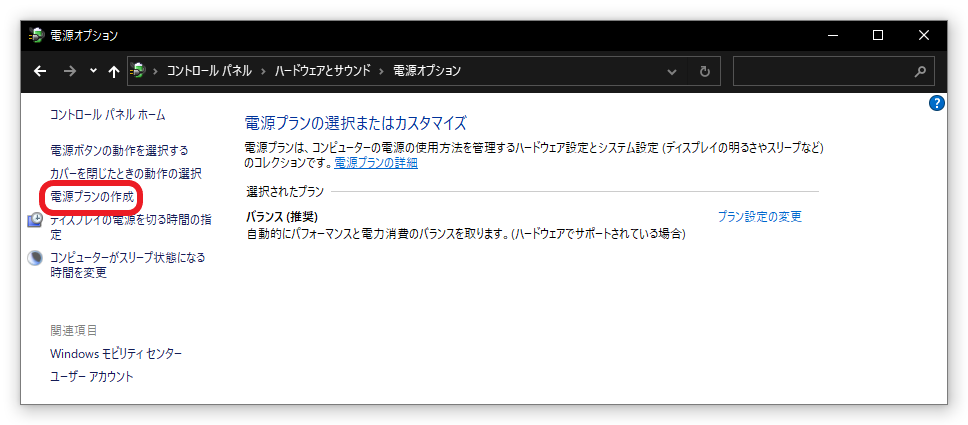 電源オプション
コントロール パネル › ハードウェアとサウンド › 電源オプション
コントロール パネル ホーム
電源ボタンの動作を選択する
カバーを閉じたときの動作の選択
電源プランの作成
ディスプレイの電源を切る時間の指
定
コンピューターがスリープ状態になる
時間を変更
関連項目
Windows モビリティ センター
ユーザー アカウント
電源プランの選択またはカスタマイズ
電源プランは、コンピューターの電源の使用方法を管理するハードウェア設定とシステム設定 (ディスプレイの明るさやスリープなど)
のコレクションです。電源プランの詳細
選択されたプラン
バランス (推奨) プラン設定の変更
自動的にパフォーマンスと電力消費のバランスを取ります。(ハードウェアでサポートされている場合)